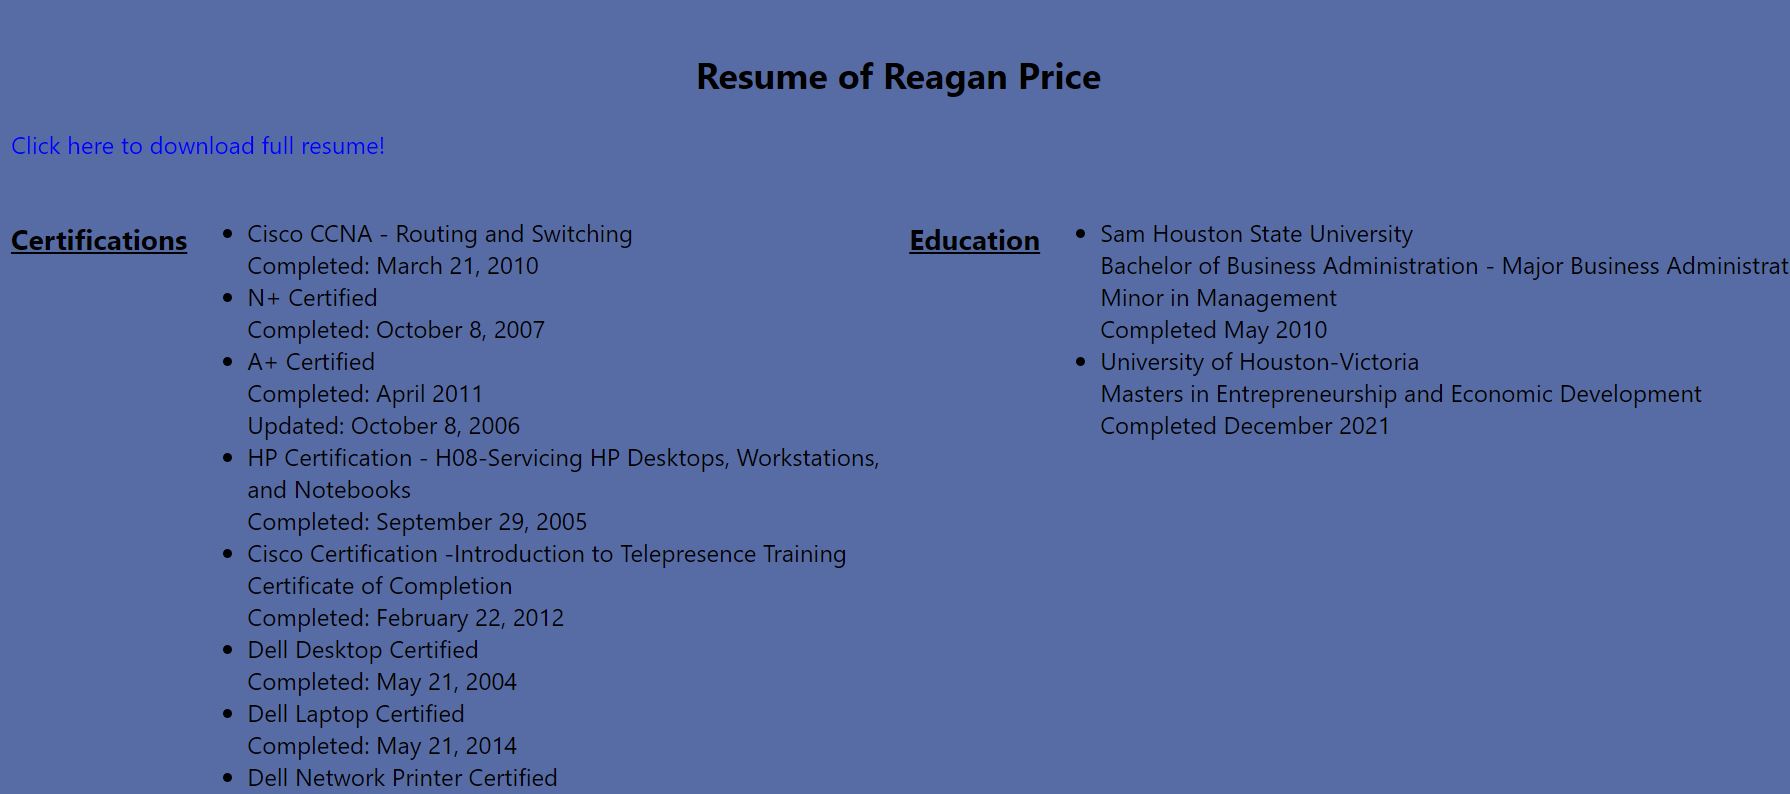 Resume of Reagan Price
Click here to download full resume!
Certifications
Cisco CCNA - Routing and Switching
Completed: March 21, 2010
N+ Certified
Completed: October 8, 2007
A+ Certified
Completed: April 2011
Updated: October 8, 2006
HP Certification - H08-Servicing HP Desktops, Workstations,
and Notebooks
Completed: September 29, 2005
Cisco Certification -Introduction to Telepresence Training
Certificate of Completion
Completed: February 22, 2012
Dell Desktop Certified
Completed: May 21, 2004
Dell Laptop Certified
Completed: May 21, 2014
Dell Network Printer Certified
Education
Sam Houston State University
Bachelor of Business Administration - Major Business Administrat
Minor in Management
Completed May 2010
University of Houston-Victoria
Masters in Entrepreneurship and Economic Development
Completed December 2021